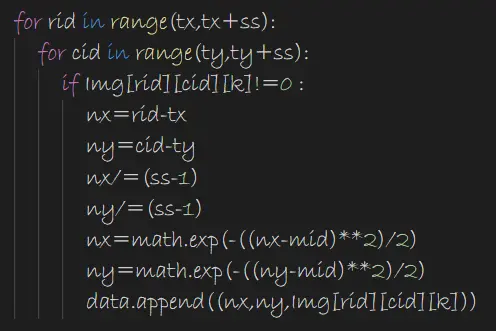 for rid in range(tx,tx+ss):
for cid in range(ty,ty+ss):
if Img[rid][cid][k]!=0 :
nx=rid-tx
ny=cid-ty
nx/=(ss-1)
ny/=(ss-1)
nx=math.exp(-((nx-mid)**2)/2)
ny=math.exp(-((ny-mid)**2)/2)
data.append((nx,ny,Img[rid][cid][k]))